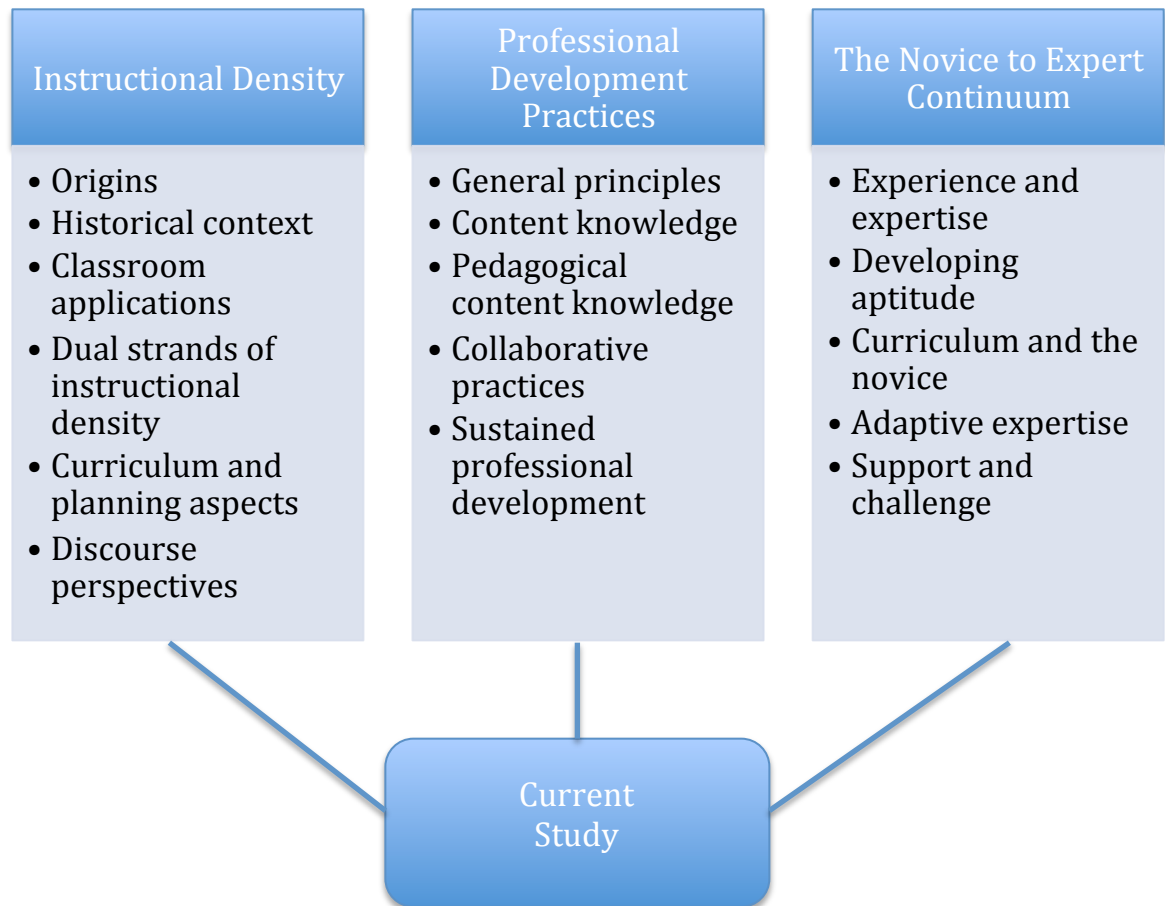 Instructional Density
• Origins
• Historical context
• Classroom
applications
• Dual strands of
instructional
density
• Curriculum and
planning aspects
• Discourse
perspectives
Professional
Development
Practices
• General principles
• Content knowledge
• Pedagogical
content knowledge
• Collaborative
practices
• Sustained
professional
development
The Novice to Expert
Continuum
• Experience and
expertise
• Developing
aptitude
• Curriculum and the
novice
• Adaptive expertise
• Support and
challenge
Current
Study